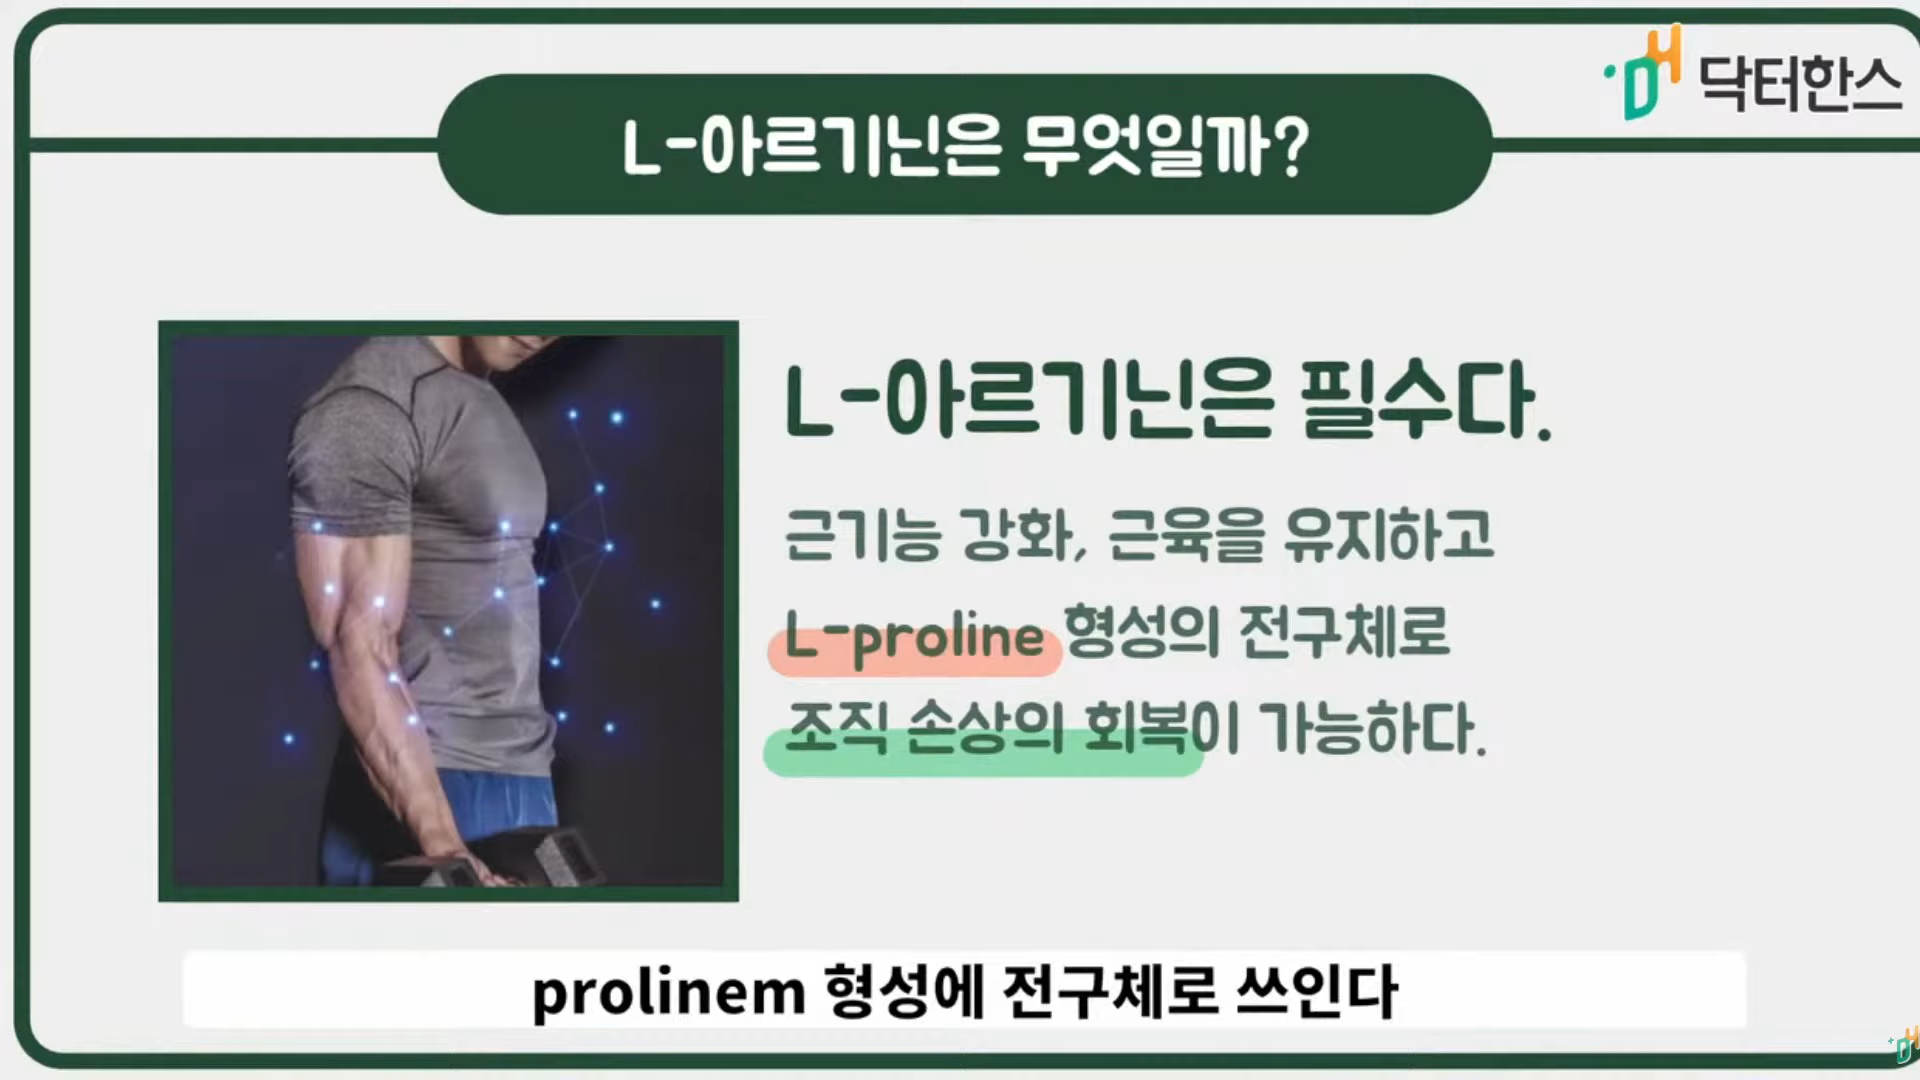 닥터한스
L-아르기닌은 무엇일까?
L-아르기닌은 필수다.
근기능 강화, 근육을 유지하고
L-proline 형성의 전구체로
조직 손상의 회복이 가능하다.
prolinem 형성에 전구체로 쓰인다